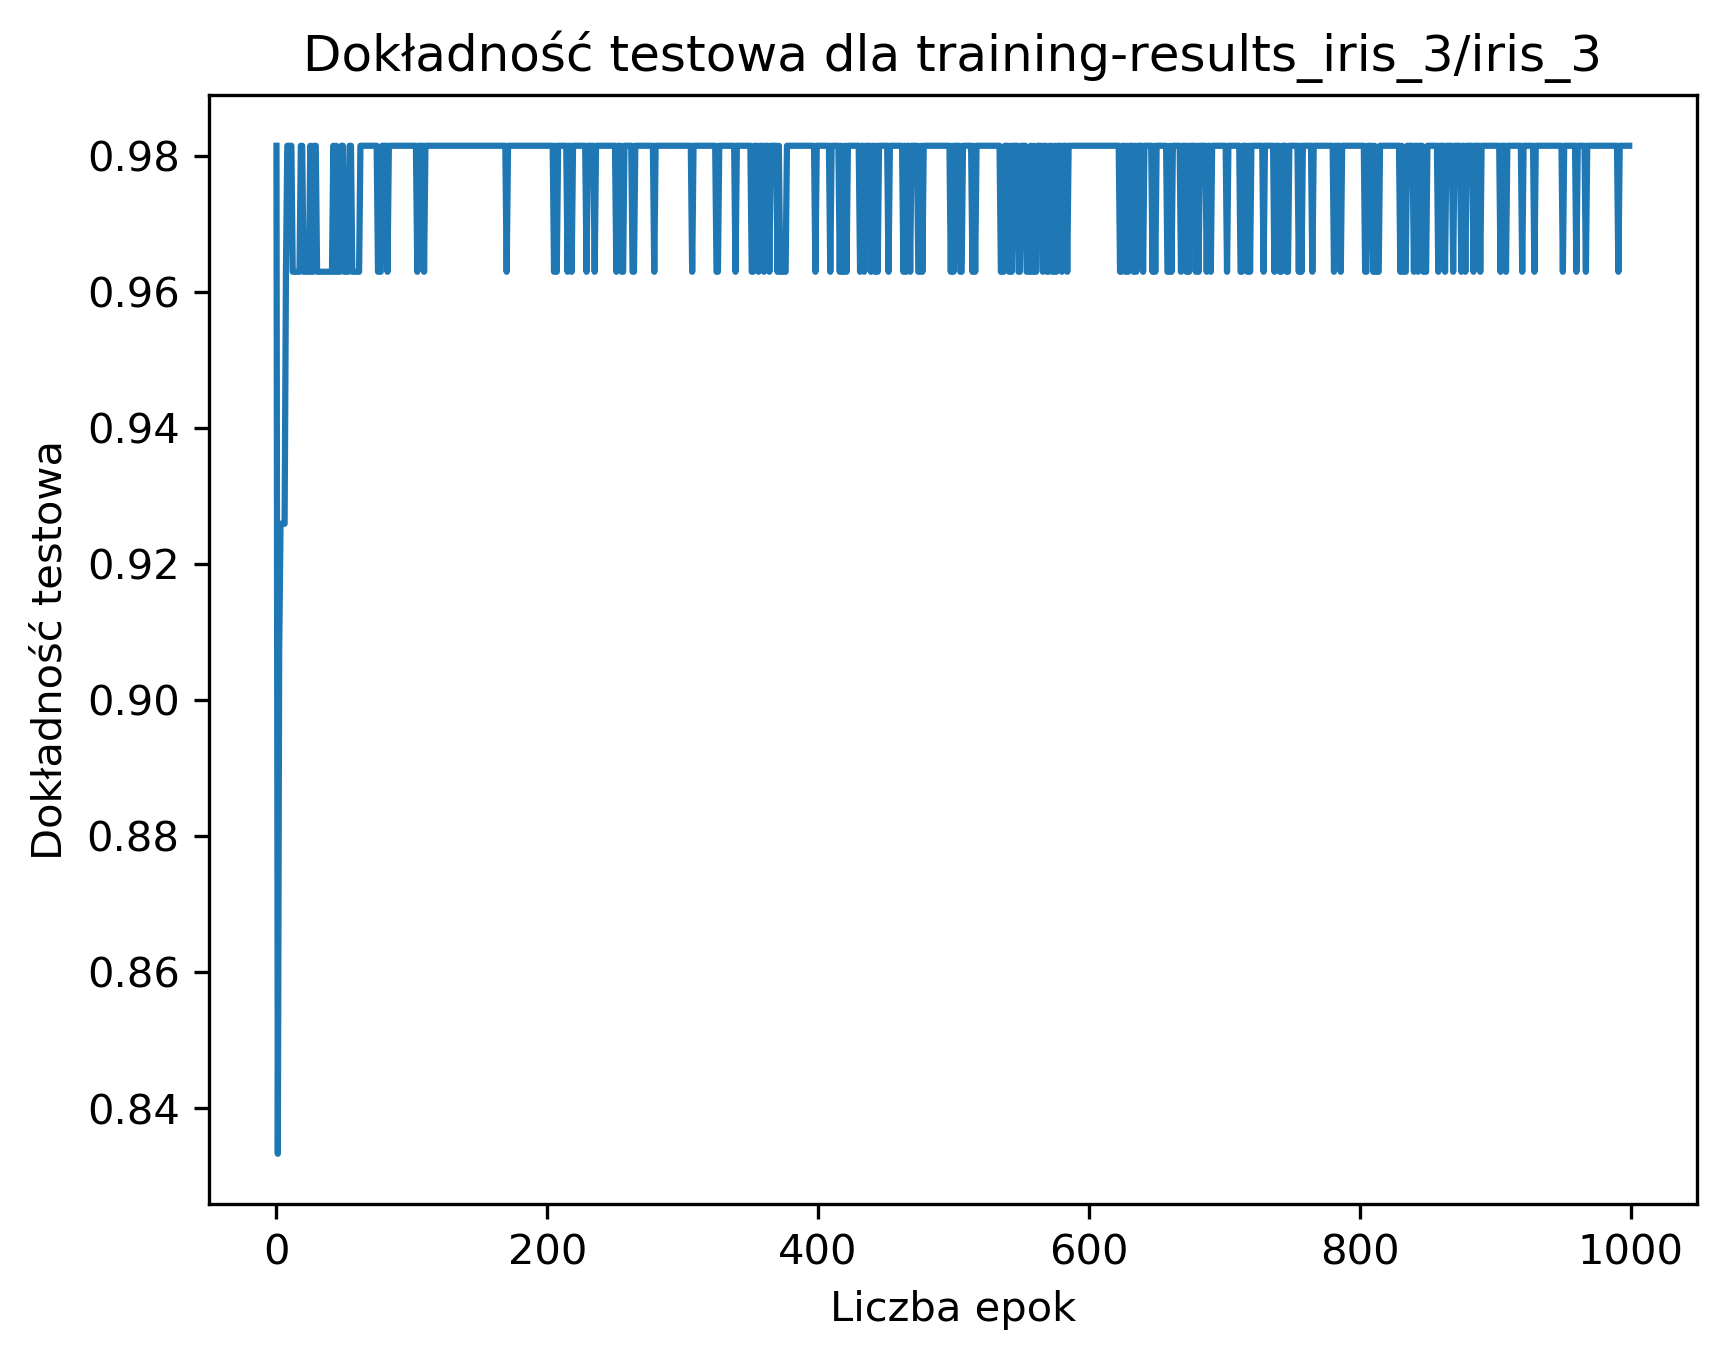 Dokładność testowa dla training-results_iris_3/iris_3
Dokładność testowa
0.98
0.96
0.94
0.92
0.90
0.88
0.86
0.84
0 200 400 600 800 1000
Liczba epok